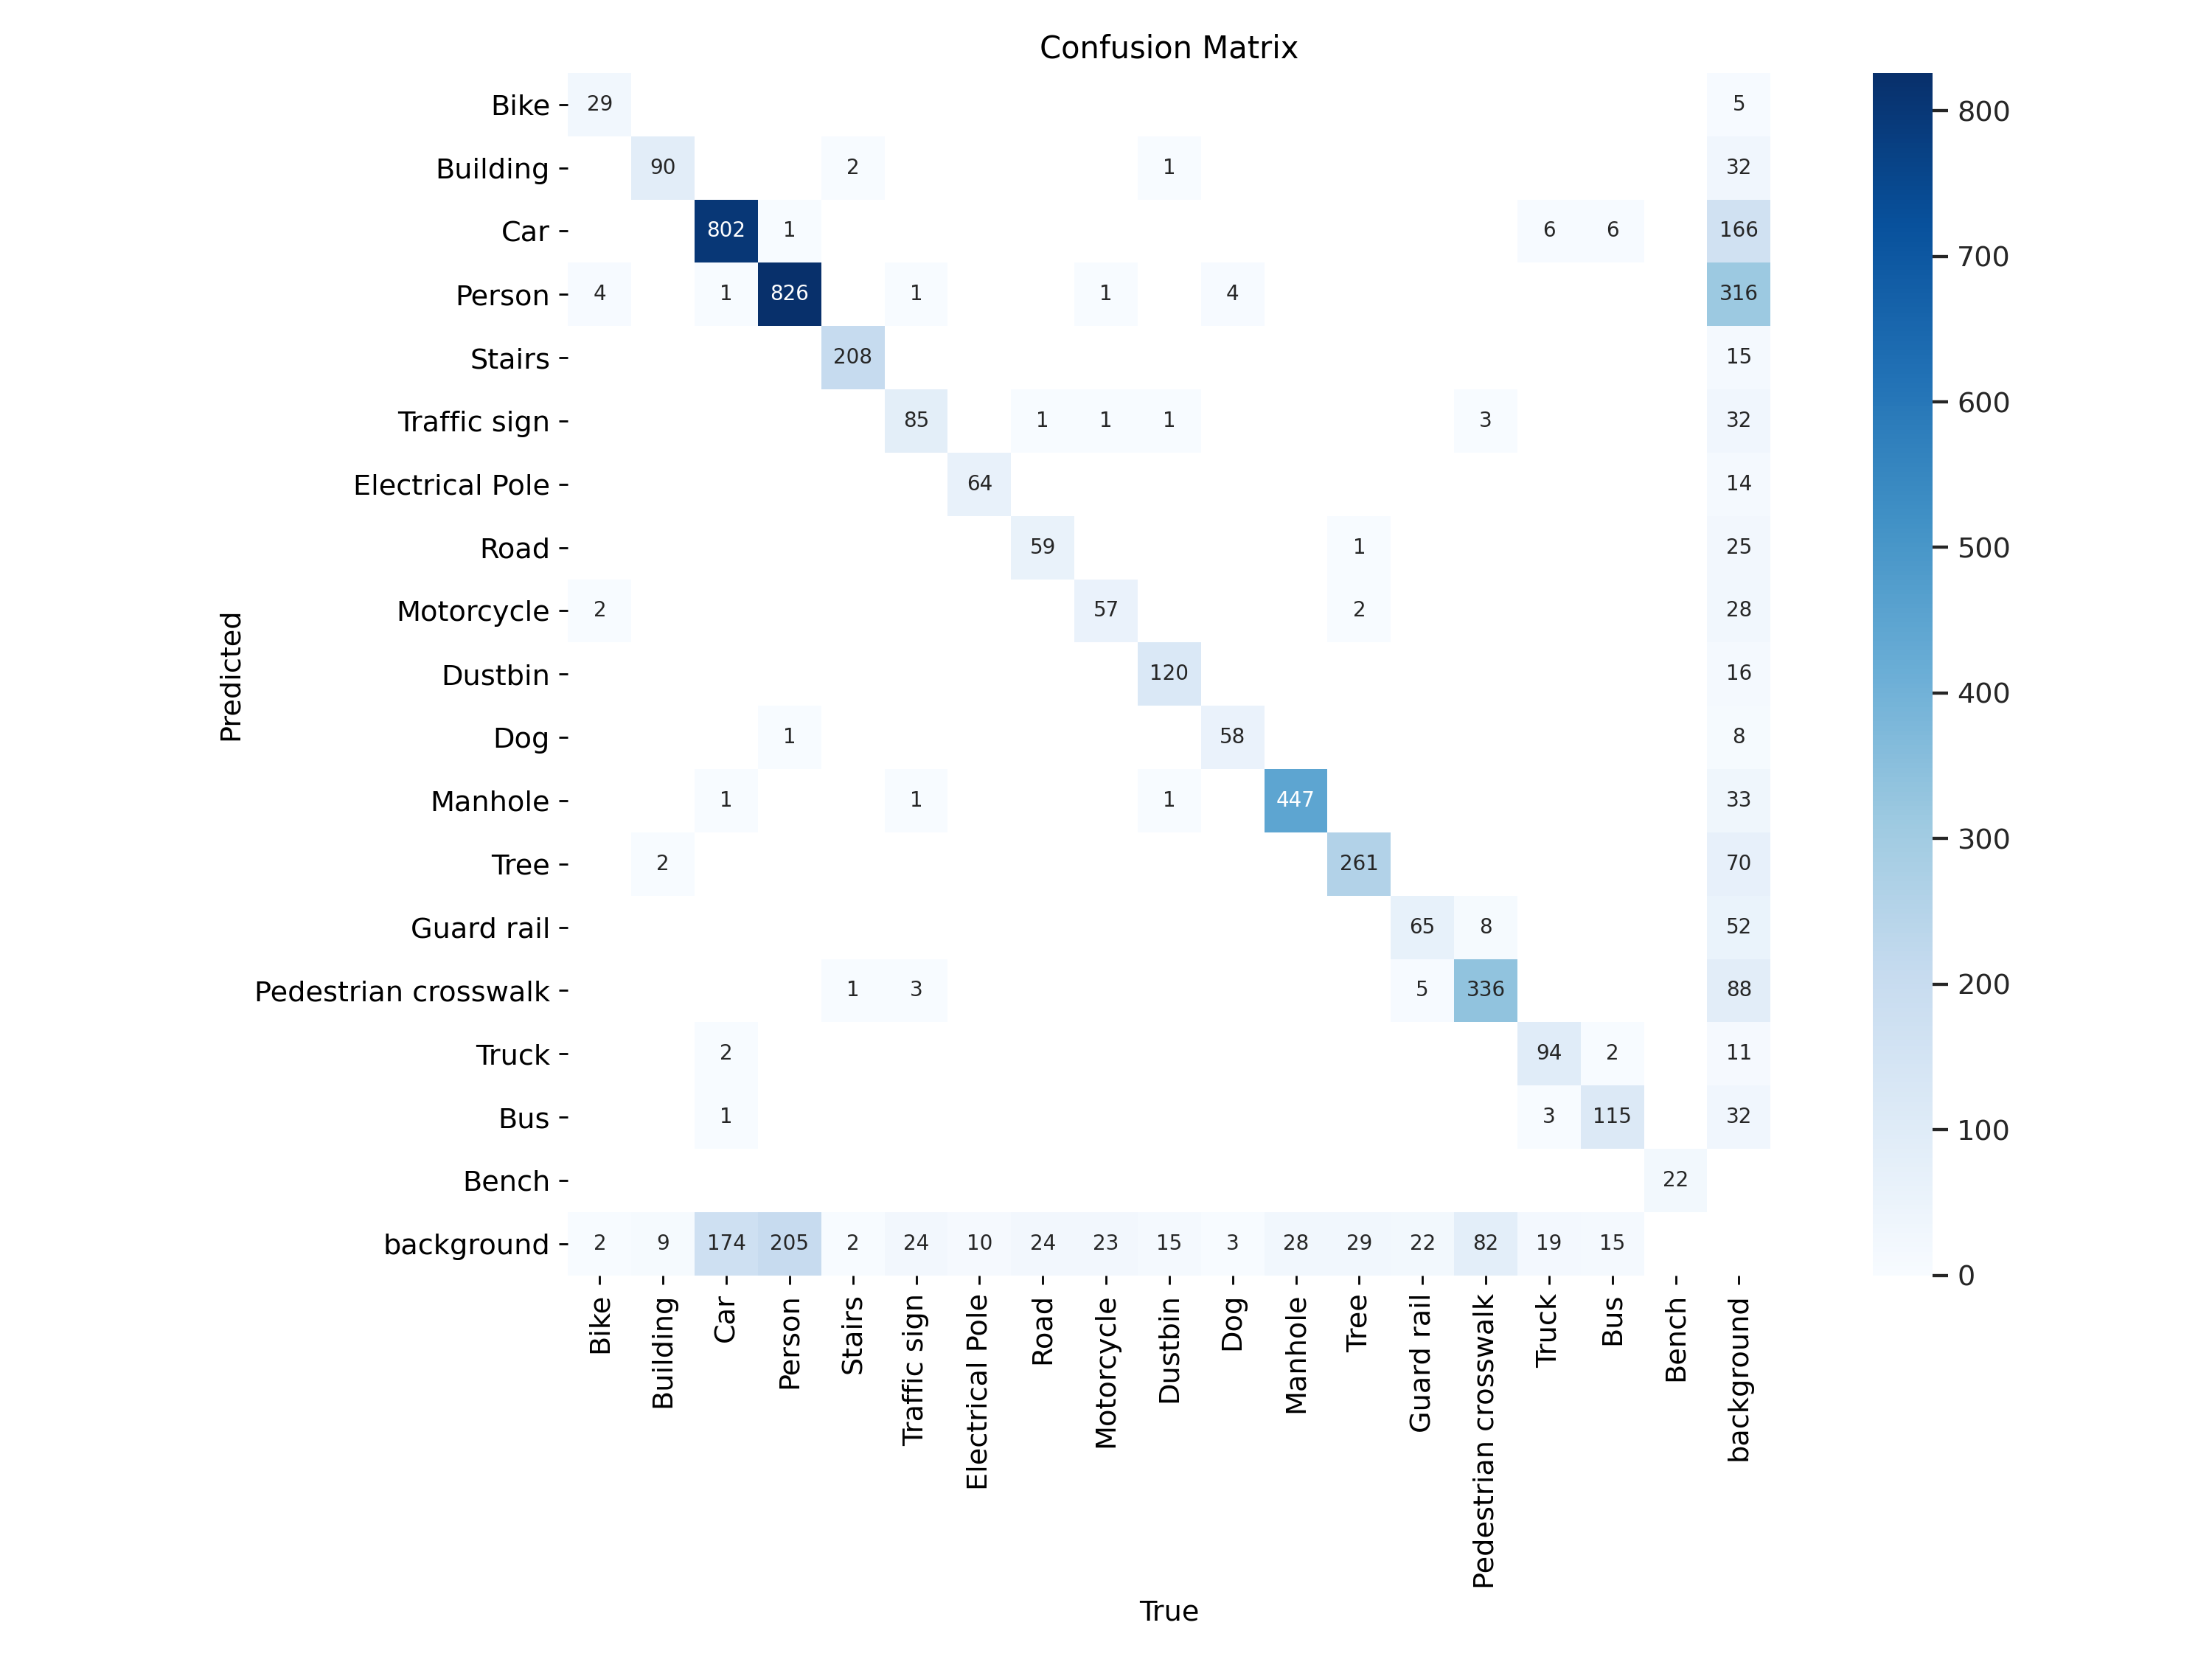 Confusion Matrix
Bike 29 5
Building 90 2 1 32
Car 802 1 6 6 166
Person 4 1 826 1 1 4 316
Stairs 208 15
Traffic sign 85 1 1 1 3 32
Electrical Pole 64 14
Road 59 1 25
Motorcycle 2 57 2 28
Dustbin 120 16
Dog 1 58 8
Manhole 1 1 1 447 33
Tree 2 261 70
Guard rail 65 8 52
Pedestrian crosswalk 1 3 5 336 88
Truck 2 94 2 11
Bus 1 3 115 32
Bench 22
background 2 9 174 205 2 24 10 24 23 15 3 28 29 22 82 19 15
Predicted
Bike
Building
Car
Person
Stairs
Traffic sign
Electrical Pole
Road
Motorcycle
Dustbin
Dog
Manhole
Tree
Guard rail
Pedestrian crosswalk
Truck
Bus
Bench
background
True
800
700
600
500
400
300
200
100
0